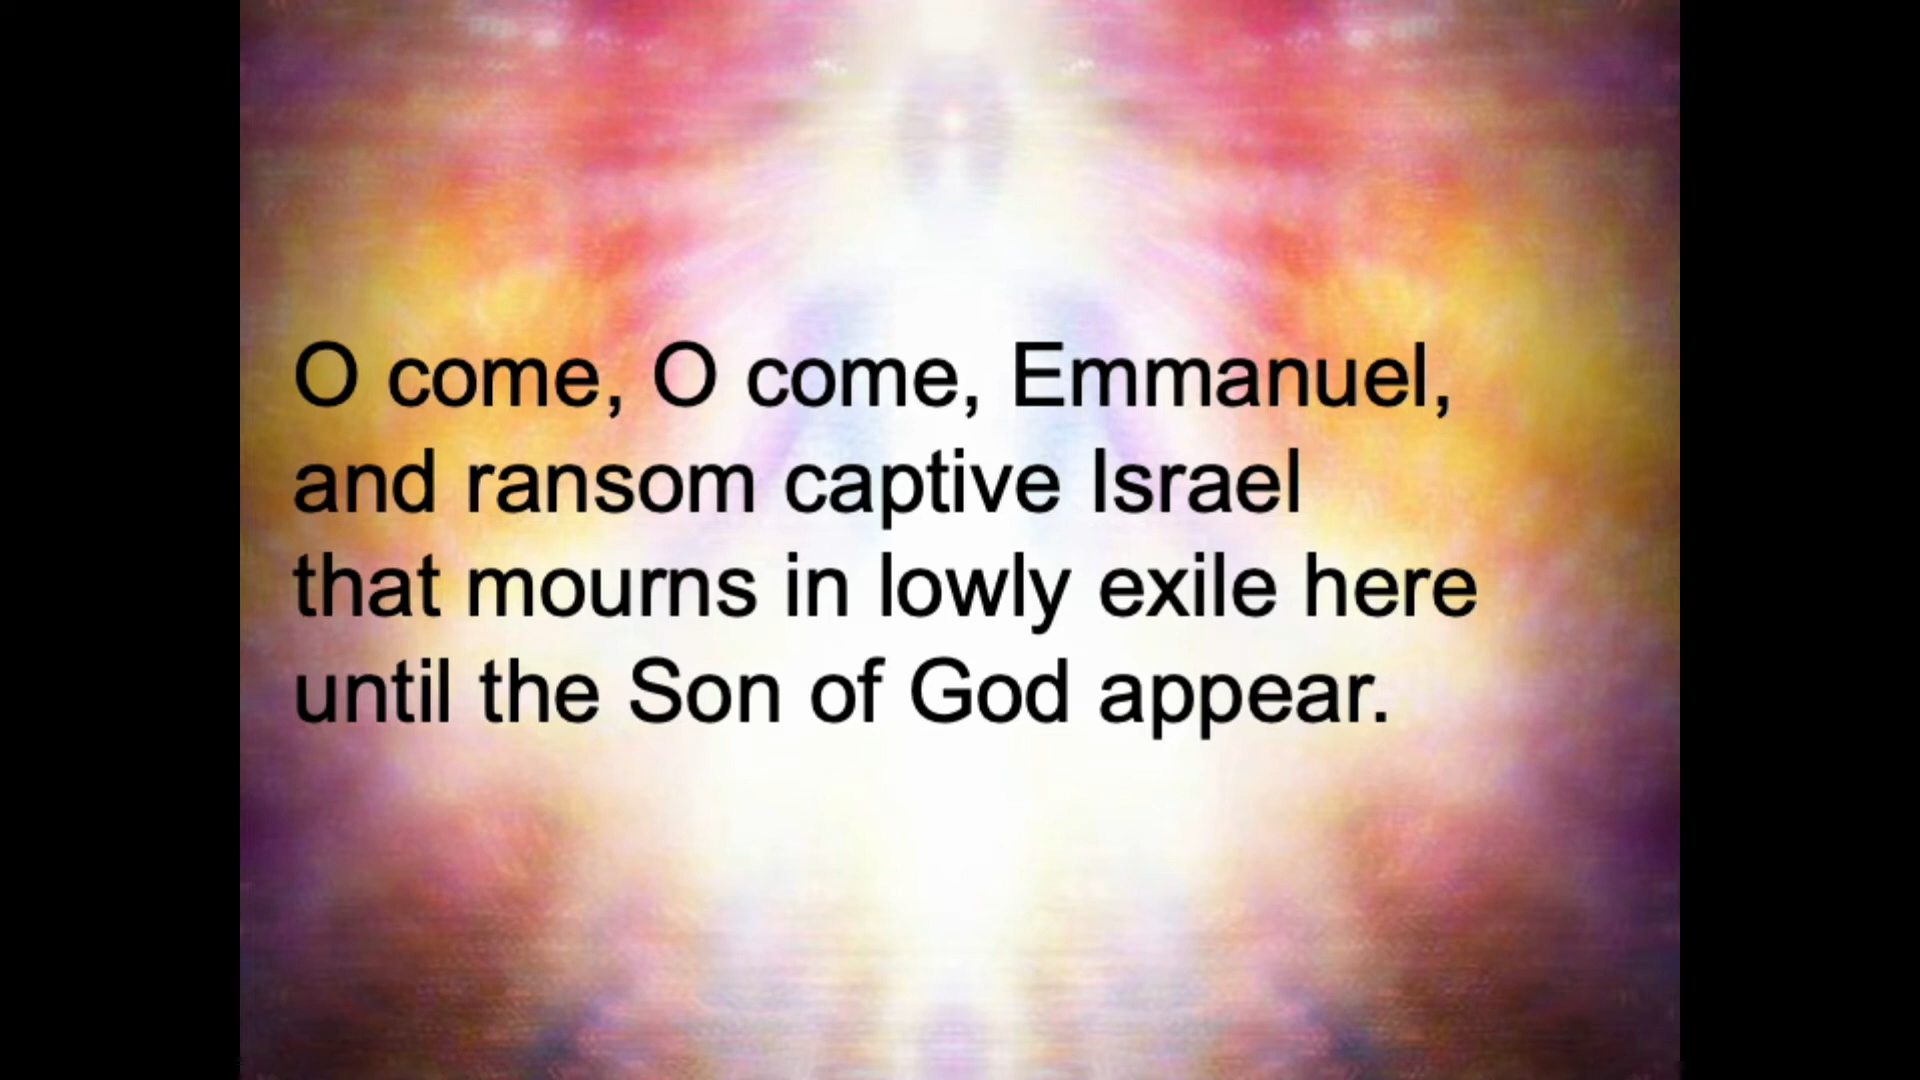 O come, O come, Emmanuel,
and ransom captive Israel
that mourns in lowly exile here
until the Son of God appear.